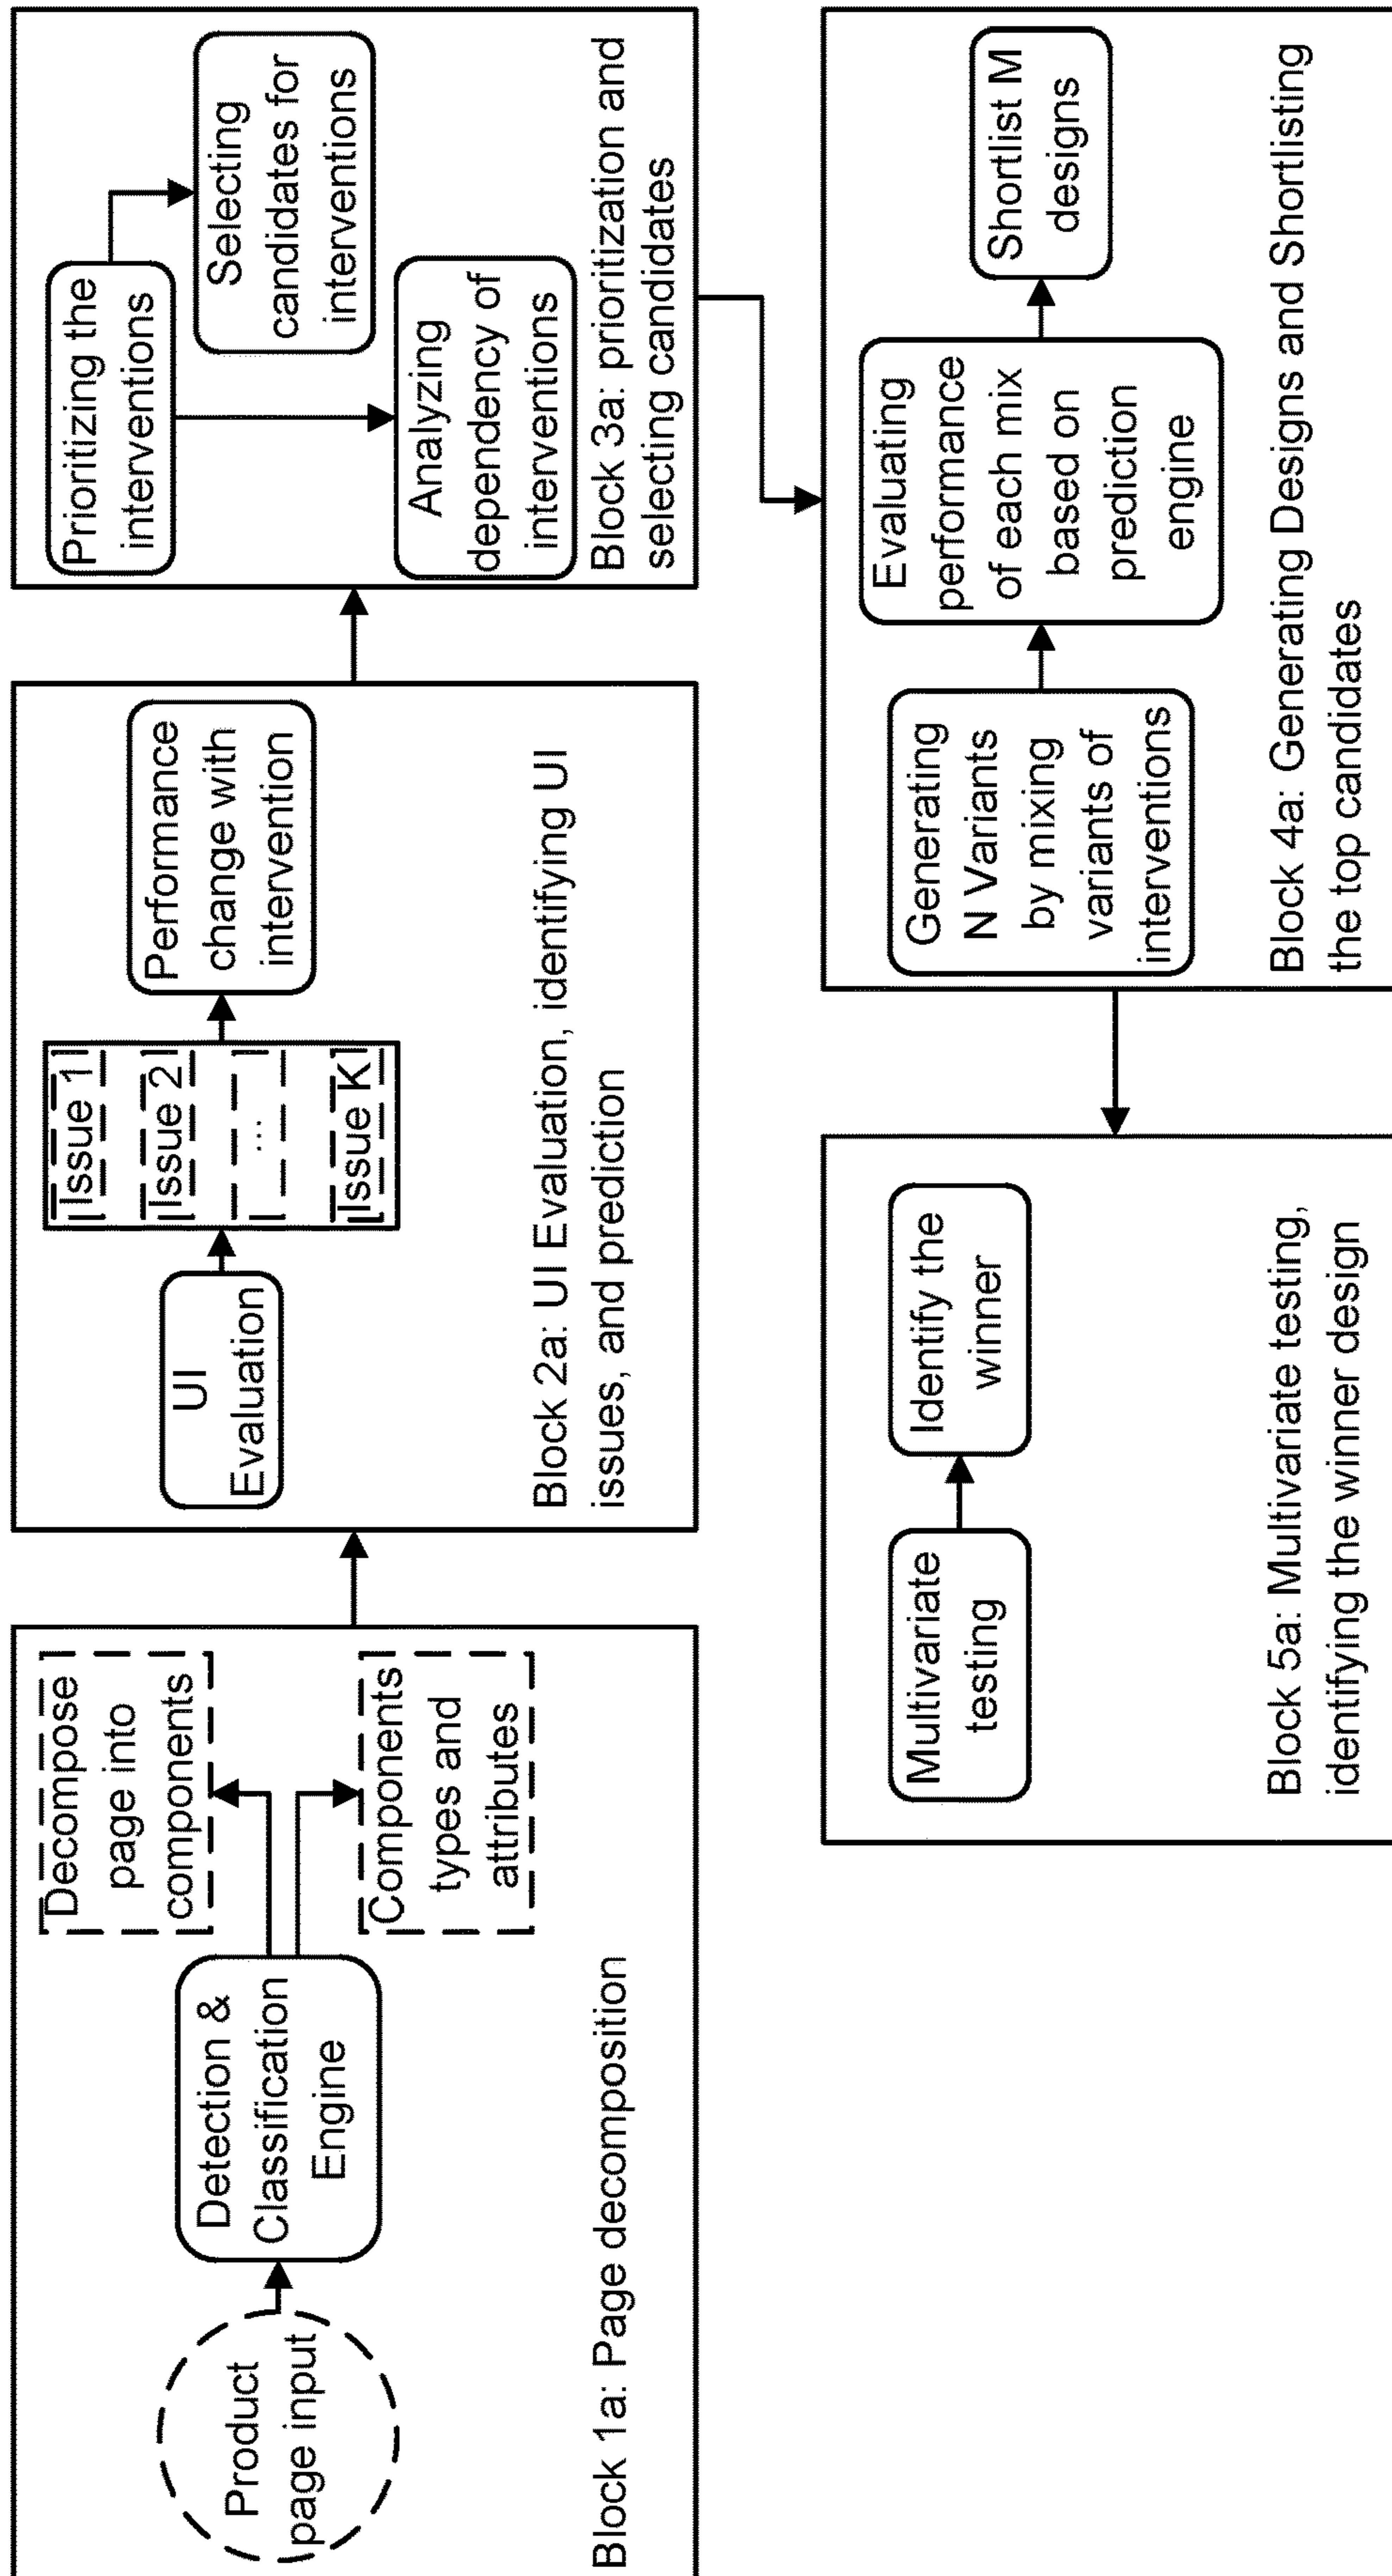 Product
page input
Detection &
Classification
Engine
Decompose
page into
components
Components
types and
attributes
Block 1a: Page decomposition
UI
Evaluation
Issue 1
Issue 2
...
Issue K
Performance
change with
intervention
Block 2a: UI Evaluation, identifying UI
issues, and prediction
Prioritizing the
interventions
Selecting
candidates for
interventions
Analyzing
dependency of
interventions
Block 3a: prioritization and
selecting candidates
Generating
N Variants
by mixing
variants of
interventions
Evaluating
performance
of each mix
based on
prediction
engine
Shortlist M
designs
Block 4a: Generating Designs and Shortlisting
the top candidates
Multivariate
testing
Identify the
winner
Block 5a: Multivariate testing,
identifying the winner design